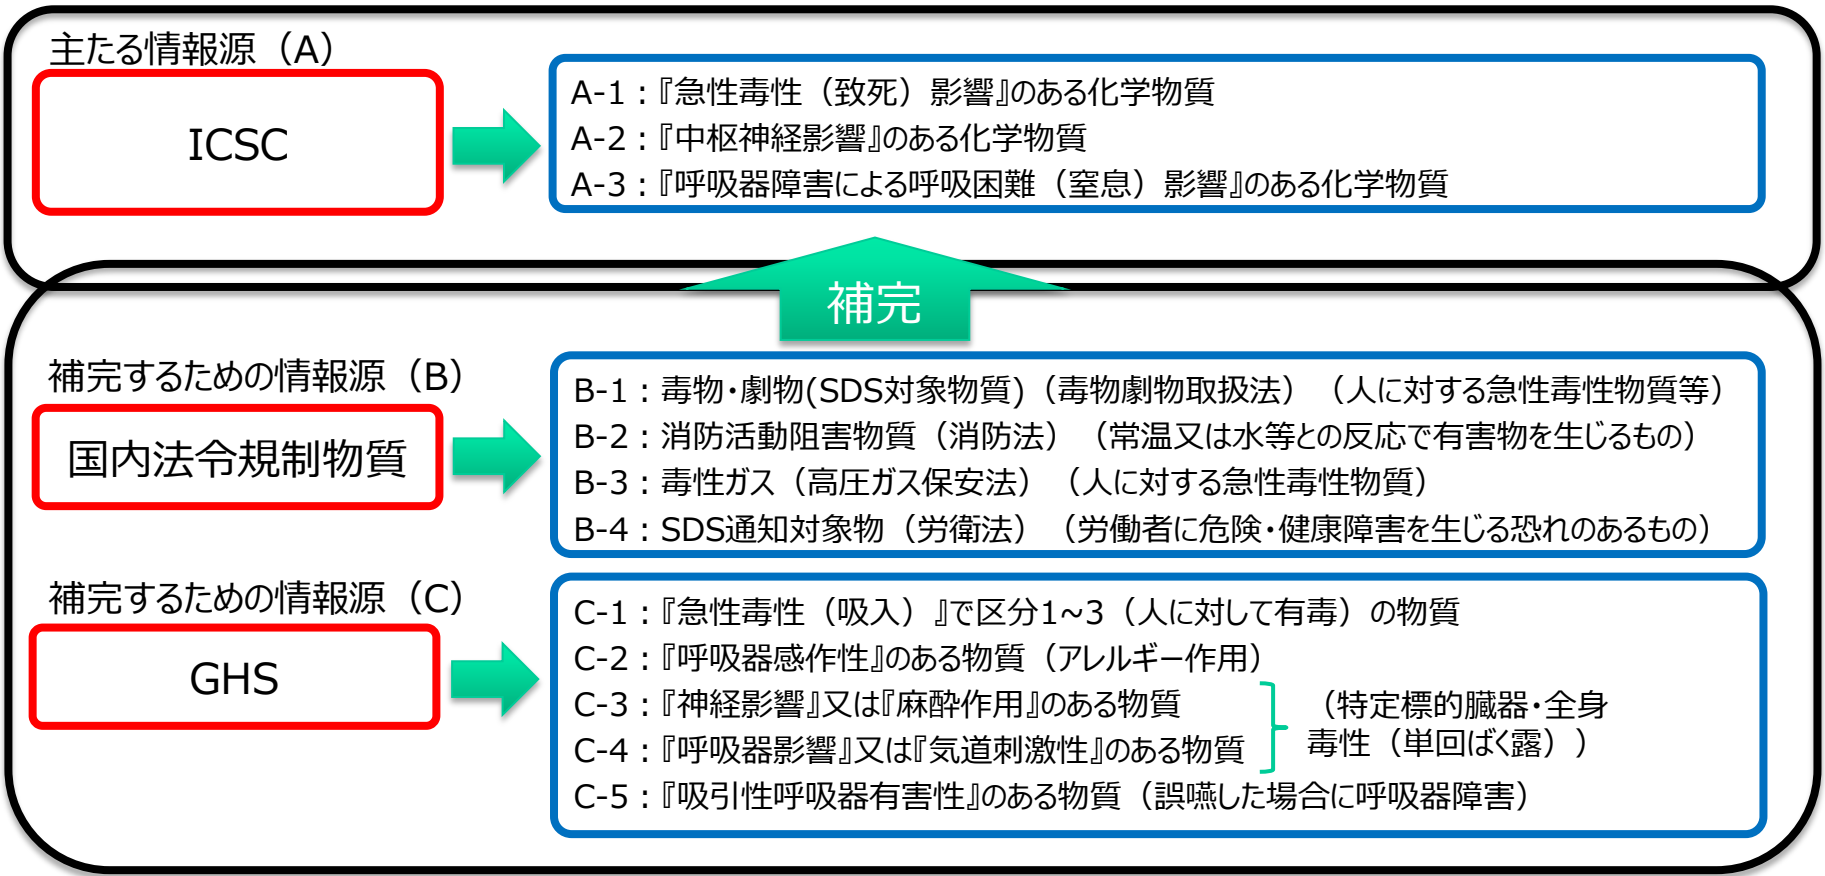 主たる情報源（A）
ICSC
A-1：『急性毒性（致死）影響』のある化学物質
A-2：『中枢神経影響』のある化学物質
A-3：『呼吸器障害による呼吸困難（窒息）影響』のある化学物質
補完
補完するための情報源（B）
国内法令規制物質
B-1：毒物・劇物(SDS対象物質)（毒物劇物取扱法）（人に対する急性毒性物質等）
B-2：消防活動阻害物質（消防法）（常温又は水等との反応で有害物を生じるもの）
B-3：毒性ガス（高圧ガス保安法）（人に対する急性毒性物質）
B-4：SDS通知対象物（労衛法）（労働者に危険・健康障害を生じる恐れのあるもの）
補完するための情報源（C）
GHS
C-1：『急性毒性（吸入）』で区分1~3（人に対して有毒）の物質
C-2：『呼吸器感作性』のある物質（アレルギー作用）
C-3：『神経影響』又は『麻酔作用』のある物質
C-4：『呼吸器影響』又は『気道刺激性』のある物質
（特定標的臓器・全身
毒性（単回ばく露））
C-5：『吸引性呼吸器有害性』のある物質（誤嚥した場合に呼吸器障害）